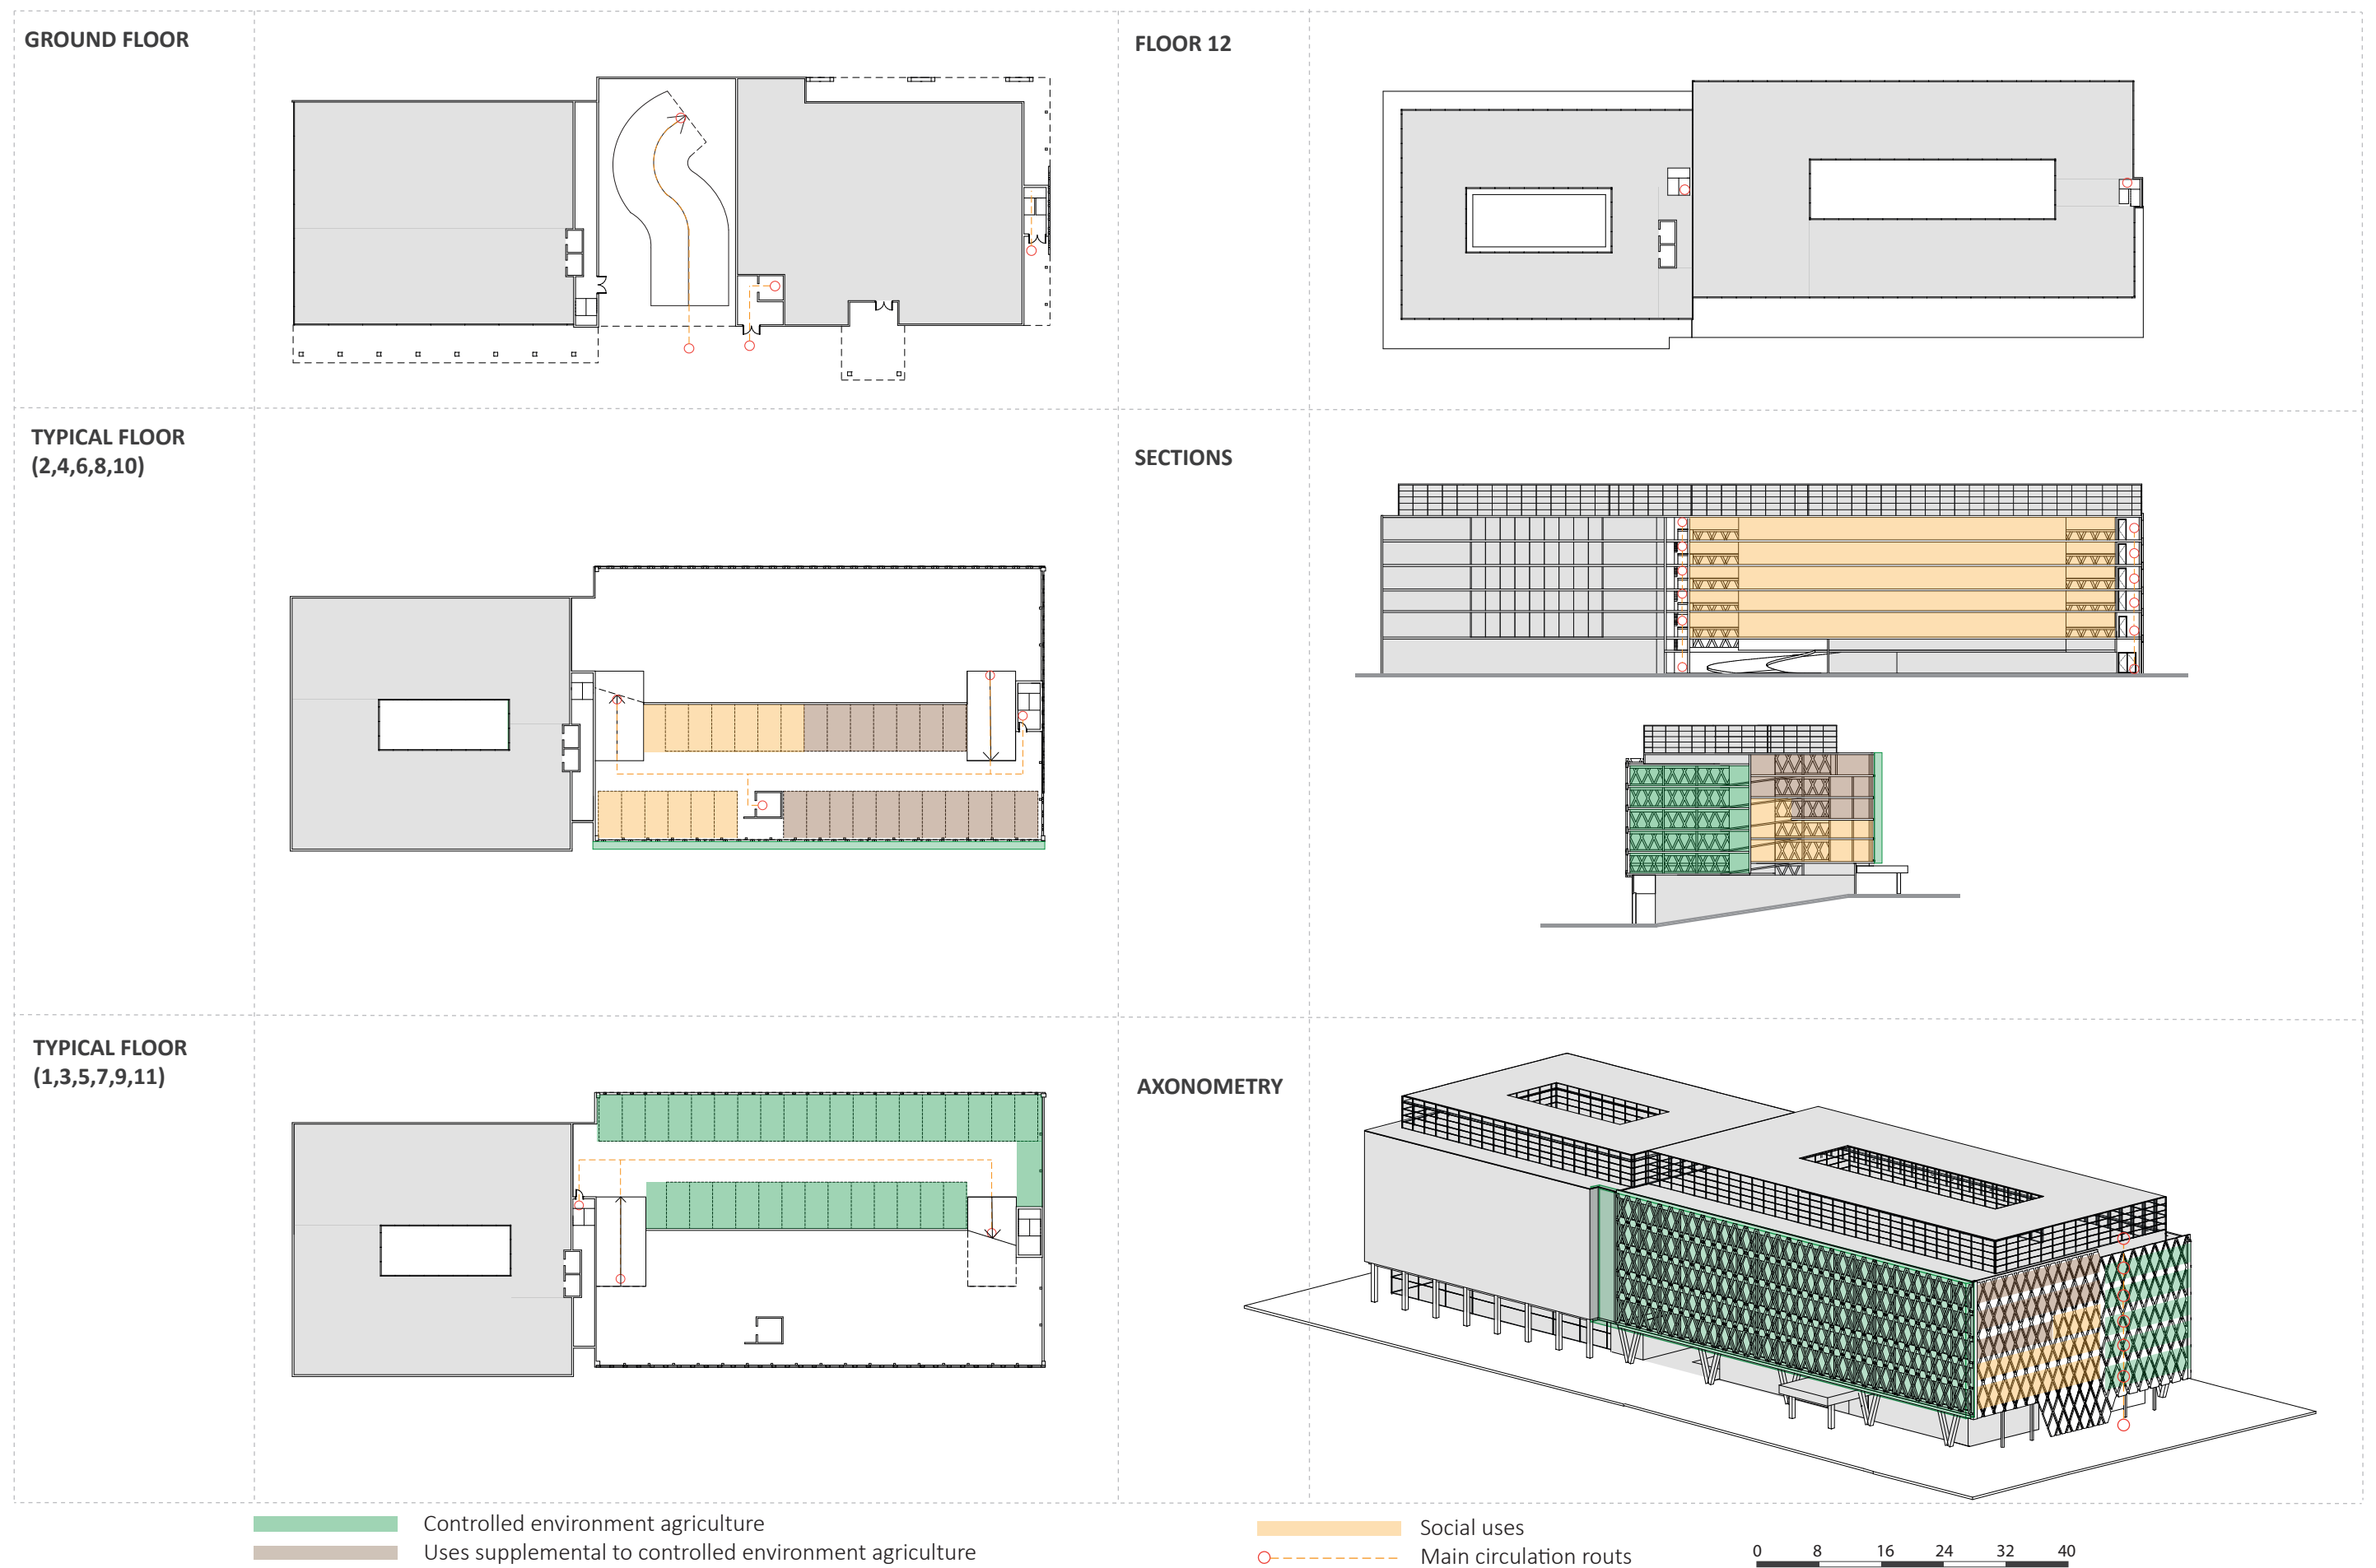 GROUND FLOOR
FLOOR 12
TYPICAL FLOOR
(2,4,6,8,10)
SECTIONS
TYPICAL FLOOR
(1,3,5,7,9,11)
AXONOMETRY
Controlled environment agriculture
Uses supplemental to controlled environment agriculture
Social uses
Main circulation routs
0 8 16 24 32 40